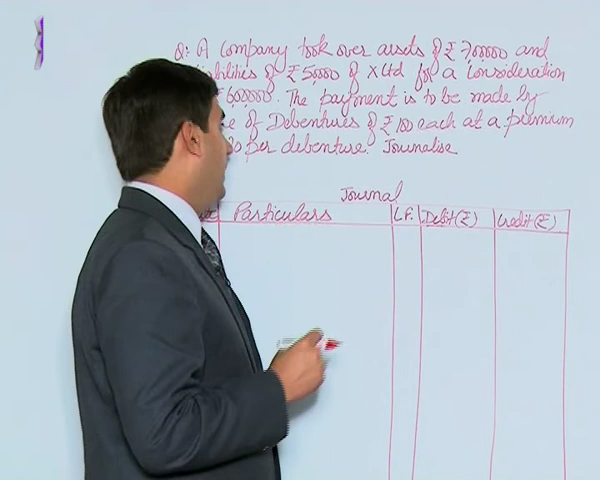 Q: A Company took over assets of ₹ 700000 and
of ₹ 50000 of X Ltd for a Consideration
600000. The payment is to be made by
of Debentures of ₹ 100 each at a premium
per debenture. Journalise
Journal
Particulars L.F. Debit (₹) Credit (₹)